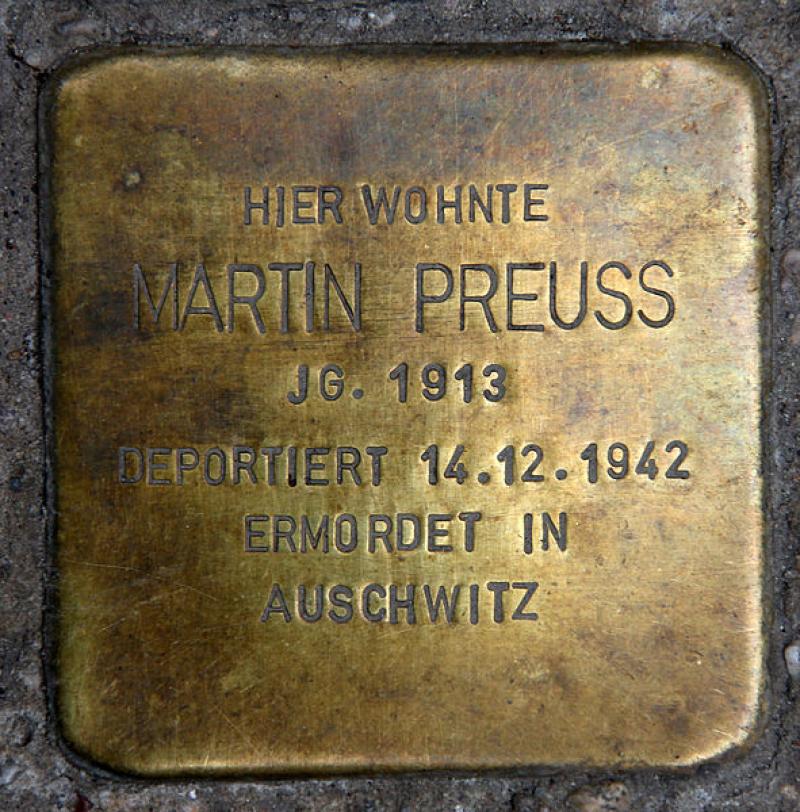 HIER WOHNTE
MARTIN PREUSS
JG. 1913
DEPORTIERT 14.12.1942
ERMORDET IN
AUSCHWITZ